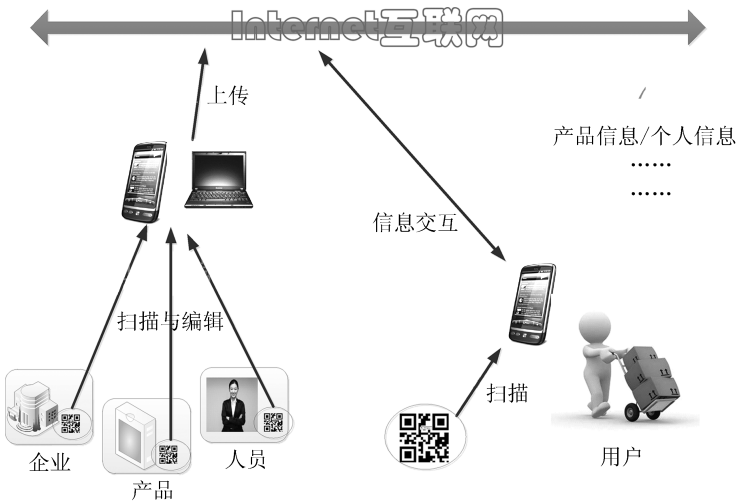 Internet互联网
上传
产品信息/个人信息
……
……
信息交互
扫描与编辑
扫描
企业
产品
人员
用户